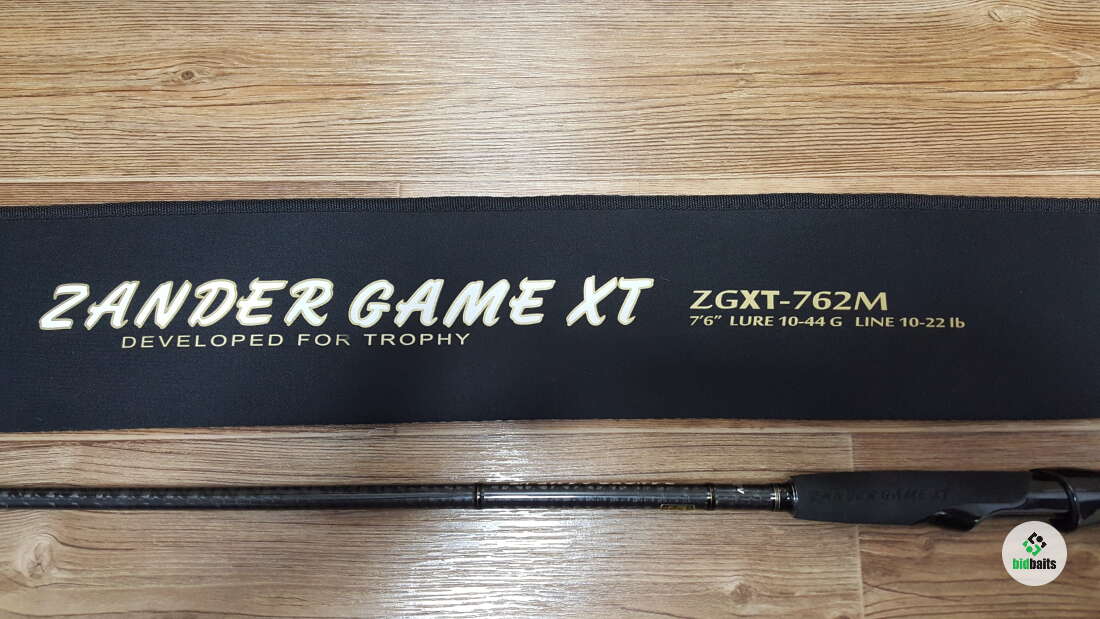 ZANDER GAME XT
DEVELOPED FOR TROPHY
ZGXT-762M
7'6" LURE 10-44 G LINE 10-22 lb
ZANDER GAME XT
bidbaits